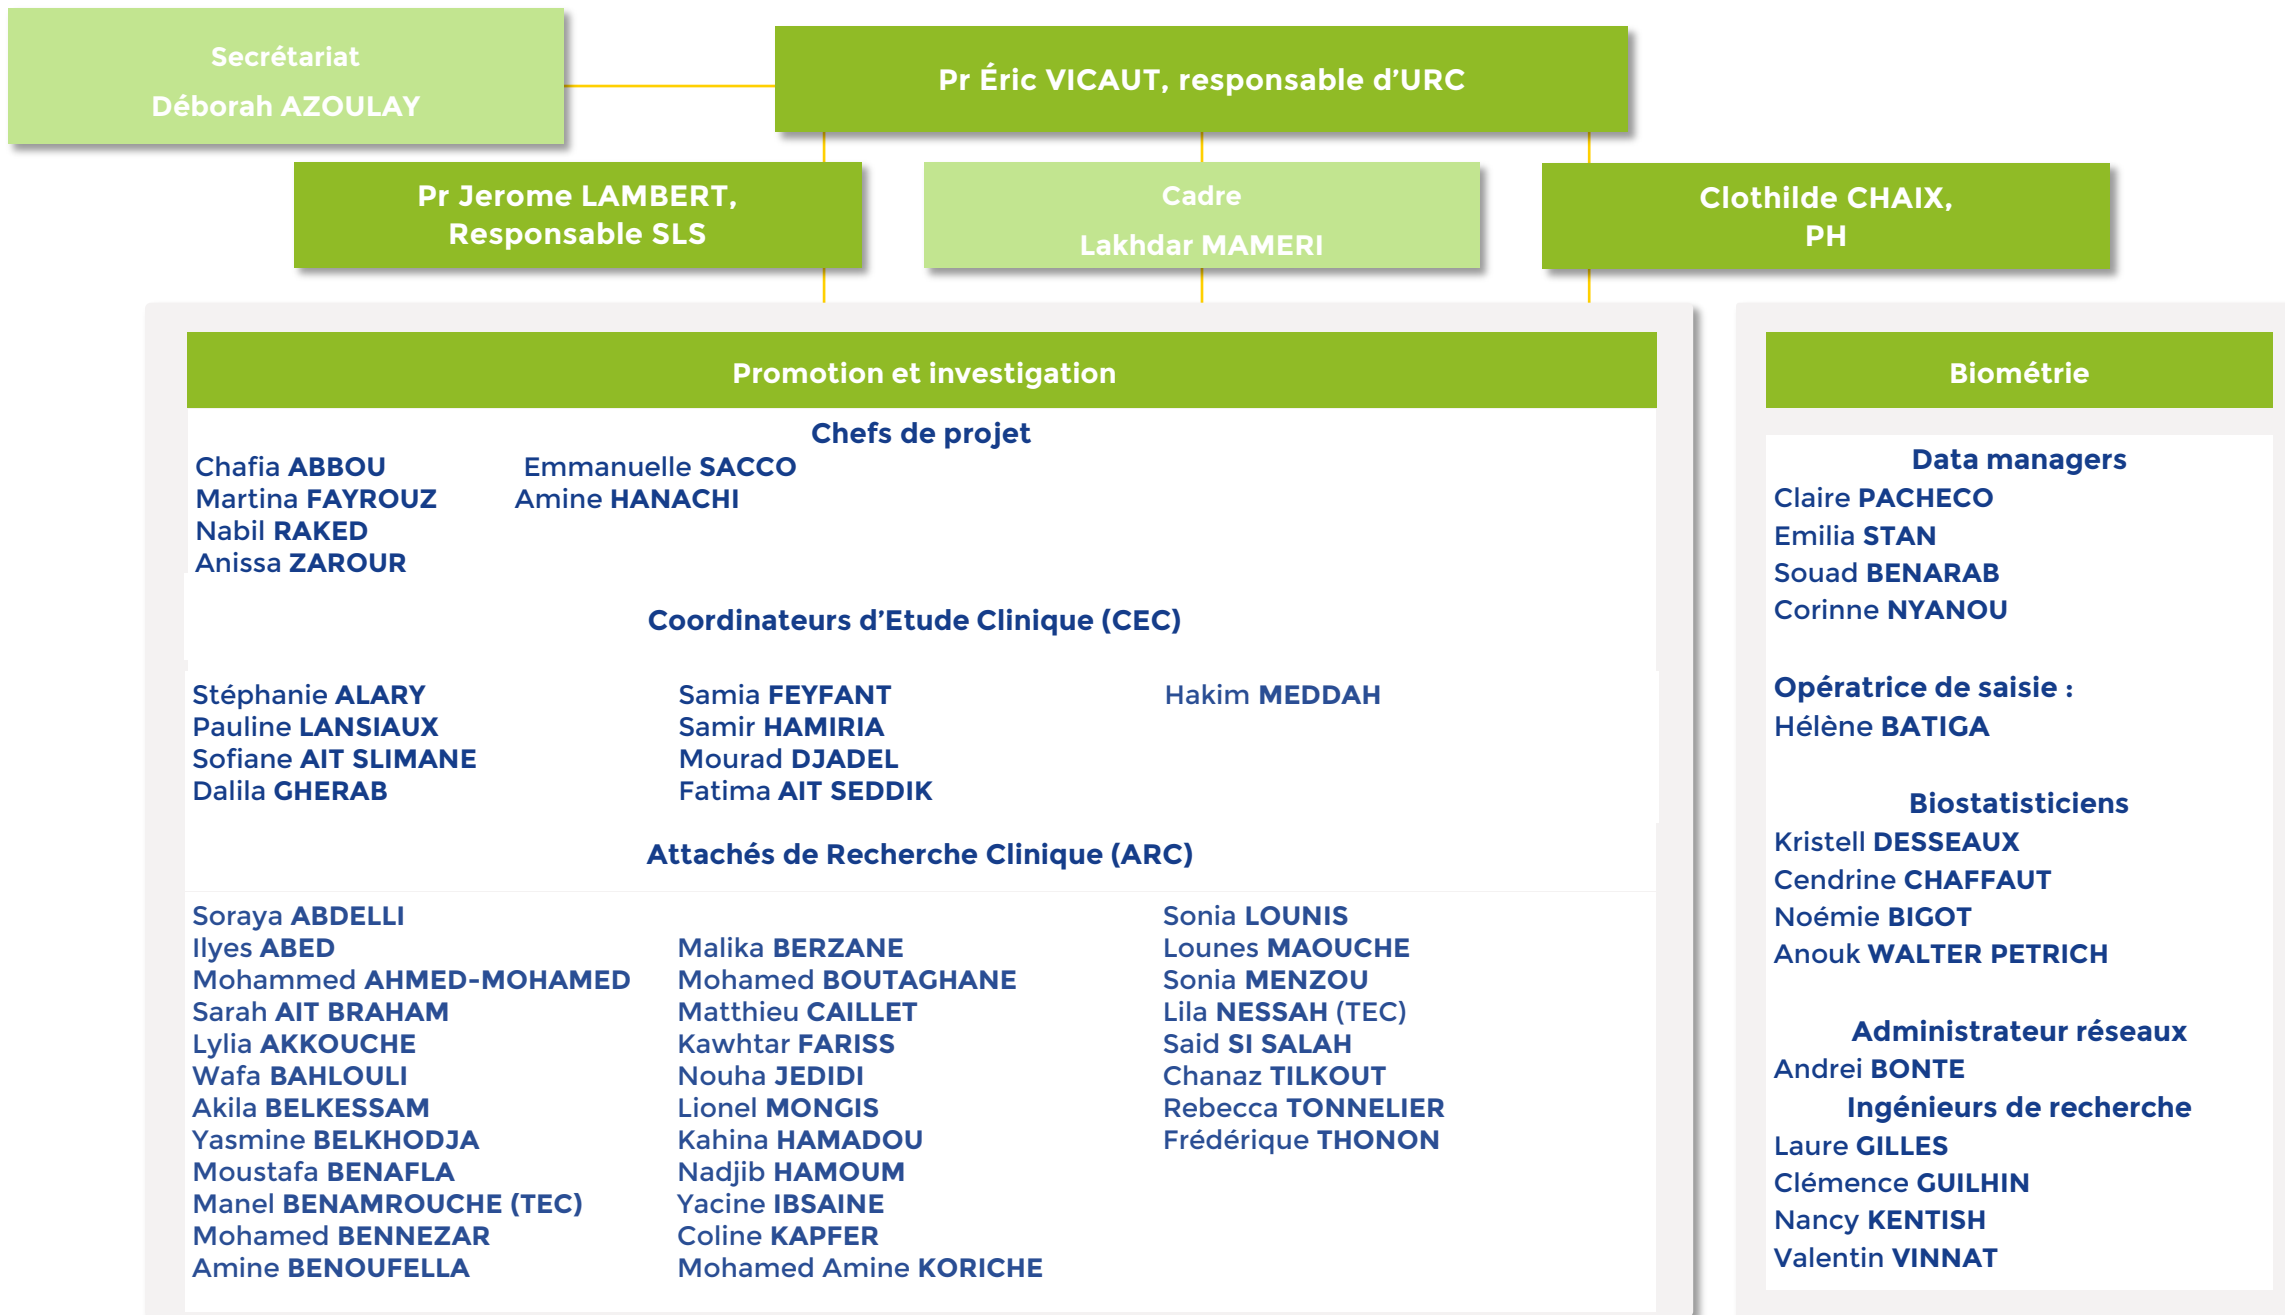 Secrétariat
Déborah AZOULAY
Pr Éric VICAUT, responsable d’URC
Pr Jerome LAMBERT,
Responsable SLS
Cadre
Lakhdar MAMERI
Clothilde CHAIX,
PH
Promotion et investigation
Chefs de projet
Chafia ABBOU
Martina FAYROUZ
Nabil RAKED
Anissa ZAROUR
Emmanuelle SACCO
Amine HANACHI
Coordinateurs d’Etude Clinique (CEC)
Stéphanie ALARY
Pauline LANSIAUX
Sofiane AIT SLIMANE
Dalila GHERAB
Samia FEYFANT
Samir HAMIRIA
Mourad DJADEL
Fatima AIT SEDDIK
Hakim MEDDAH
Attachés de Recherche Clinique (ARC)
Soraya ABDELLI
Ilyes ABED
Mohammed AHMED-MOHAMED
Sarah AIT BRAHAM
Lylia AKKOUCHE
Wafa BAHLOULI
Akila BELKESSAM
Yasmine BELKHODJA
Moustafa BENAFLA
Manel BENAMROUCHE (TEC)
Mohamed BENNEZAR
Amine BENOUFELLA
Malika BERZANE
Mohamed BOUTAGHANE
Matthieu CAILLET
Kawhtar FARISS
Nouha JEDIDI
Lionel MONGIS
Kahina HAMADOU
Nadjib HAMOUM
Yacine IBSAINE
Coline KAPFER
Mohamed Amine KORICHE
Sonia LOUNIS
Lounes MAOUCHE
Sonia MENZOU
Lila NESSAH (TEC)
Said SI SALAH
Chanaz TILKOUT
Rebecca TONNELIER
Frédérique THONON
Biométrie
Data managers
Claire PACHECO
Emilia STAN
Souad BENARAB
Corinne NYANOU
Opératrice de saisie :
Hélène BATIGA
Biostatisticiens
Kristell DESSEAUX
Cendrine CHAFFAUT
Noémie BIGOT
Anouk WALTER PETRICH
Administrateur réseaux
Andrei BONTE
Ingénieurs de recherche
Laure GILLES
Clémence GUILHIN
Nancy KENTISH
Valentin VINNAT